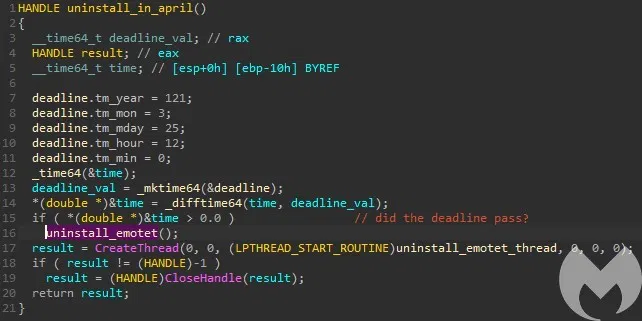 1 HANDLE uninstall_in_april()
2 {
3   __time64_t deadline_val; // rax
4   HANDLE result; // eax
5   __time64_t time; // [esp+0h] [ebp-10h] BYREF
6
7   deadline.tm_year = 121;
8   deadline.tm_mon = 3;
9   deadline.tm_mday = 25;
10   deadline.tm_hour = 12;
11   deadline.tm_min = 0;
12   _time64(&time);
13   deadline_val = _mktime64(&deadline);
14   *(double *)&time = _difftime64(time, deadline_val);
15   if ( *(double *)&time > 0.0 ) // did the deadline pass?
16     uninstall_emotet();
17   result = CreateThread(0, 0, (LPTHREAD_START_ROUTINE)uninstall_emotet_thread, 0, 0, 0);
18   if ( result != (HANDLE)-1 )
19     result = (HANDLE)CloseHandle(result);
20   return result;
21 }